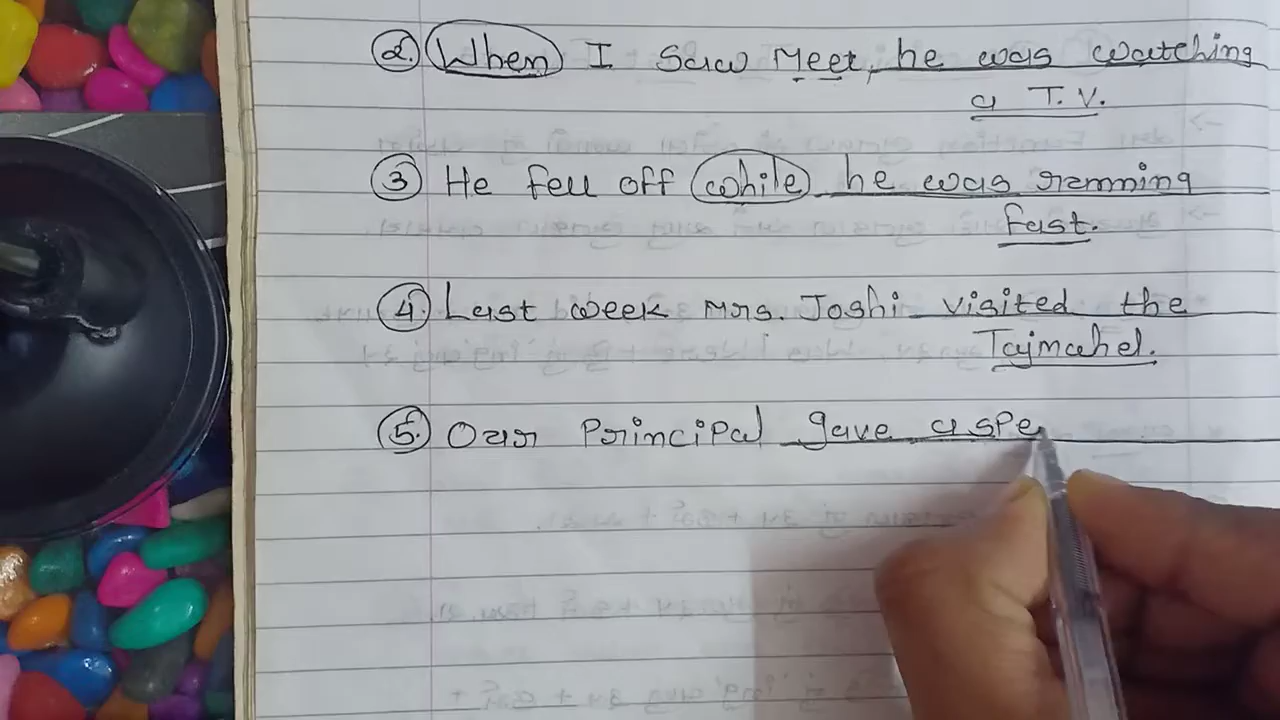 2. When I saw Meet, he was watching
a T.V.
3 He fell off while he was running
fast.
4. Last week Mrs. Joshi visited the
Tajmahel.
5. Our Principal gave a spe